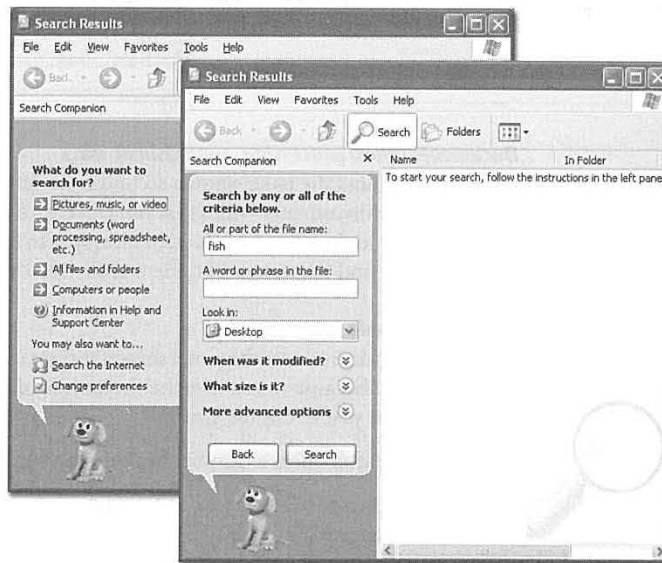 Search Results
File Edit View Favorites Tools Help
Back
Search Companion
What do you want to
search for?
Pictures, music, or video
Documents (word
processing, spreadsheet,
etc.)
All files and folders
Computers or people
Information in Help and
Support Center
You may also want to...
Search the Internet
Change preferences
Search Results
File Edit View Favorites Tools Help
Back Search Folders
Search Companion Name In Folder
To start your search, follow the instructions in the left pane
Search by any or all of the
criteria below.
All or part of the file name:
fish
A word or phrase in the file:
Look in:
Desktop
When was it modified?
What size is it?
More advanced options
Back Search